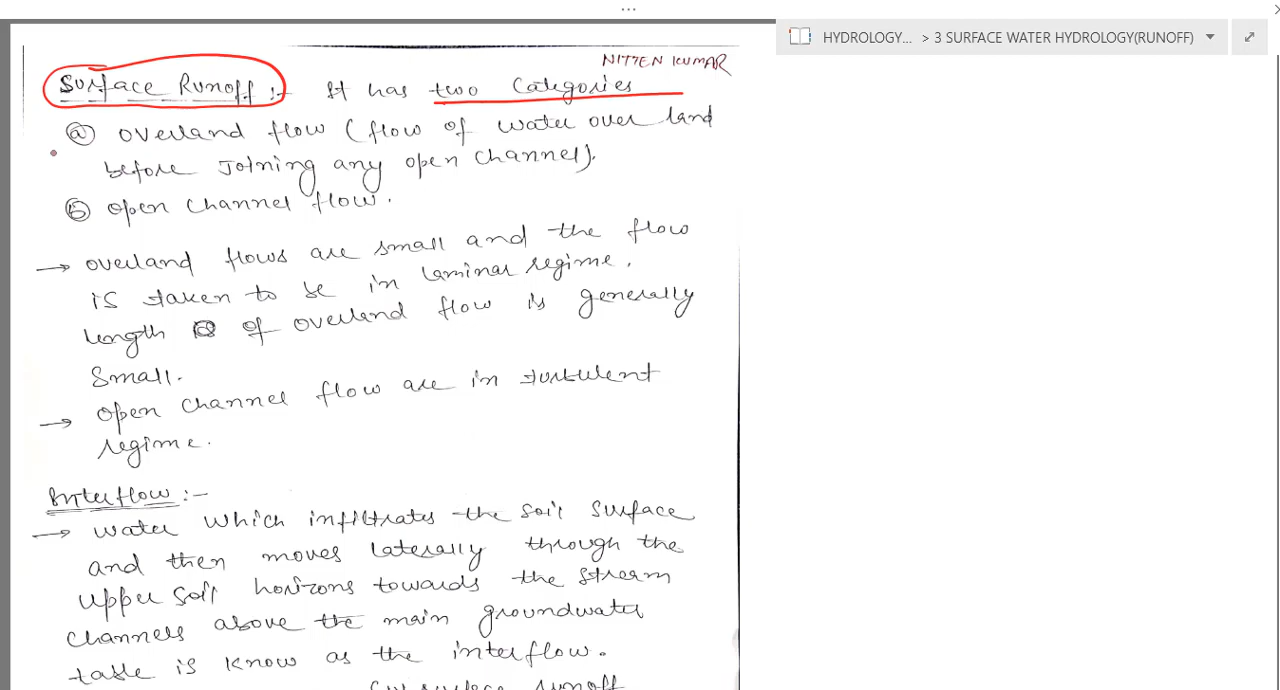 ...
HYDROLOGY... > 3 SURFACE WATER HYDROLOGY(RUNOFF)
NITTEN KUMAR
Surface Runoff :- It has two Categories
ⓐ overland flow (flow of water over land
before Joining any open channel).
ⓑ open channel flow.
→ overland flows are small and the flow
is taken to be in laminar regime.
length of overland flow is generally
small.
→ open channel flow are in turbulent
regime.
Interflow :-
→ water which infiltrates the soil surface
and then moves laterally through the
upper soil horizons towards the stream
channels above the main groundwater
table is know as the interflow.
surface runoff